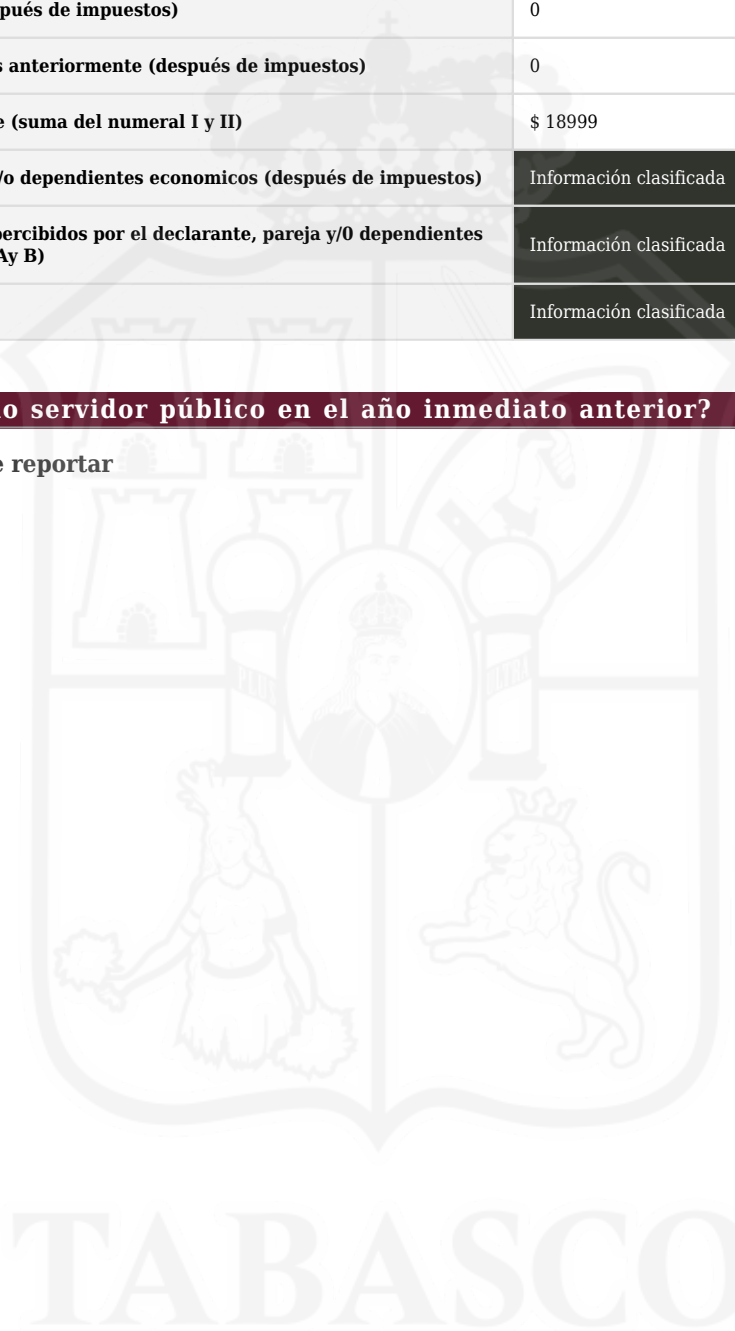 pués de impuestos)
0
s anteriormente (después de impuestos)
0
e (suma del numeral I y II)
$ 18999
/o dependientes economicos (después de impuestos)
Información clasificada
percibidos por el declarante, pareja y/0 dependientes
Ay B)
Información clasificada
Información clasificada
o servidor público en el año inmediato anterior?
e reportar
PLUS
ULTRA
TABASCO